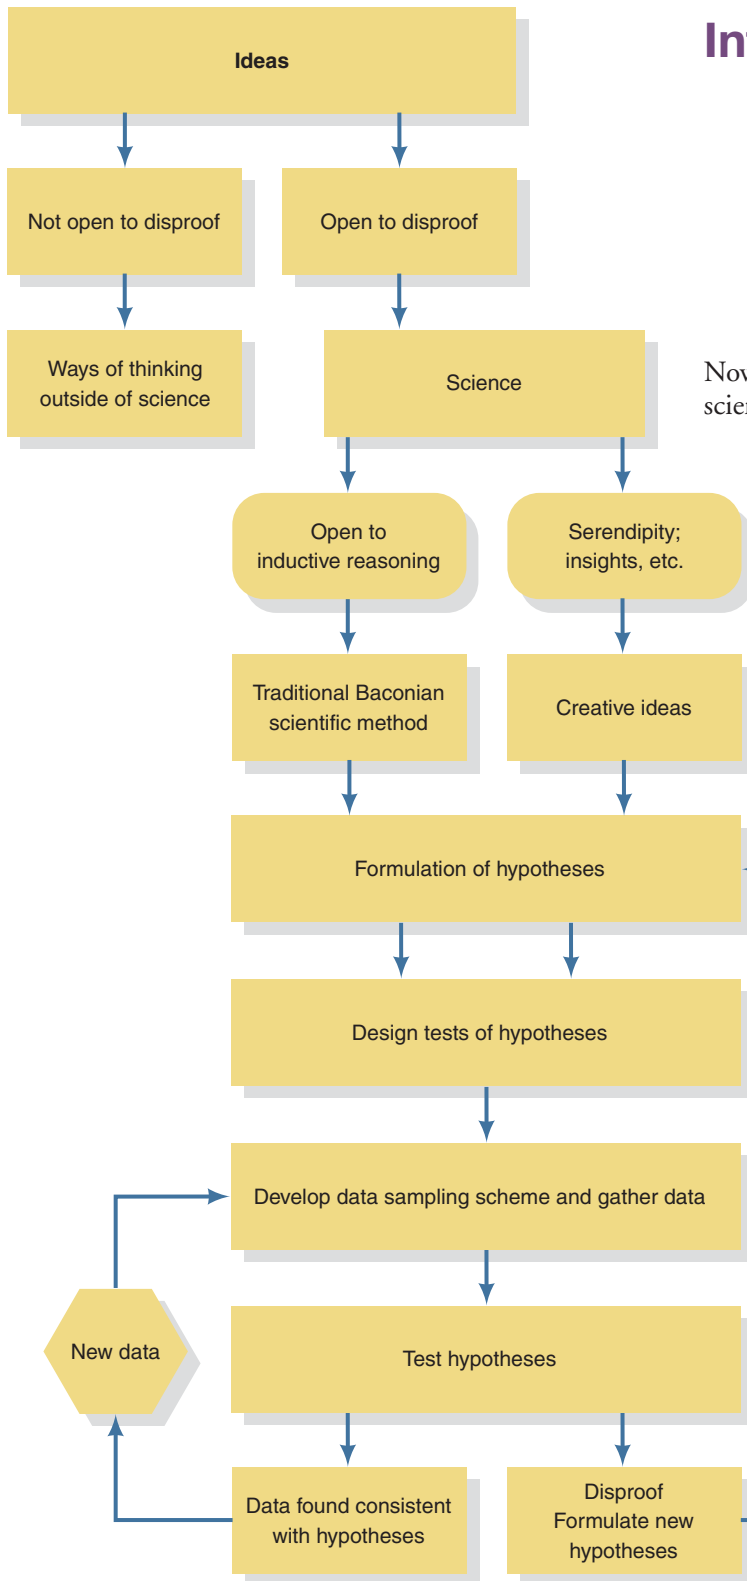 Ideas
Not open to disproof
Open to disproof
Ways of thinking
outside of science
Science
Open to
inductive reasoning
Serendipity;
insights, etc.
Traditional Baconian
scientific method
Creative ideas
Formulation of hypotheses
Design tests of hypotheses
Develop data sampling scheme and gather data
New data
Test hypotheses
Data found consistent
with hypotheses
Disproof
Formulate new
hypotheses